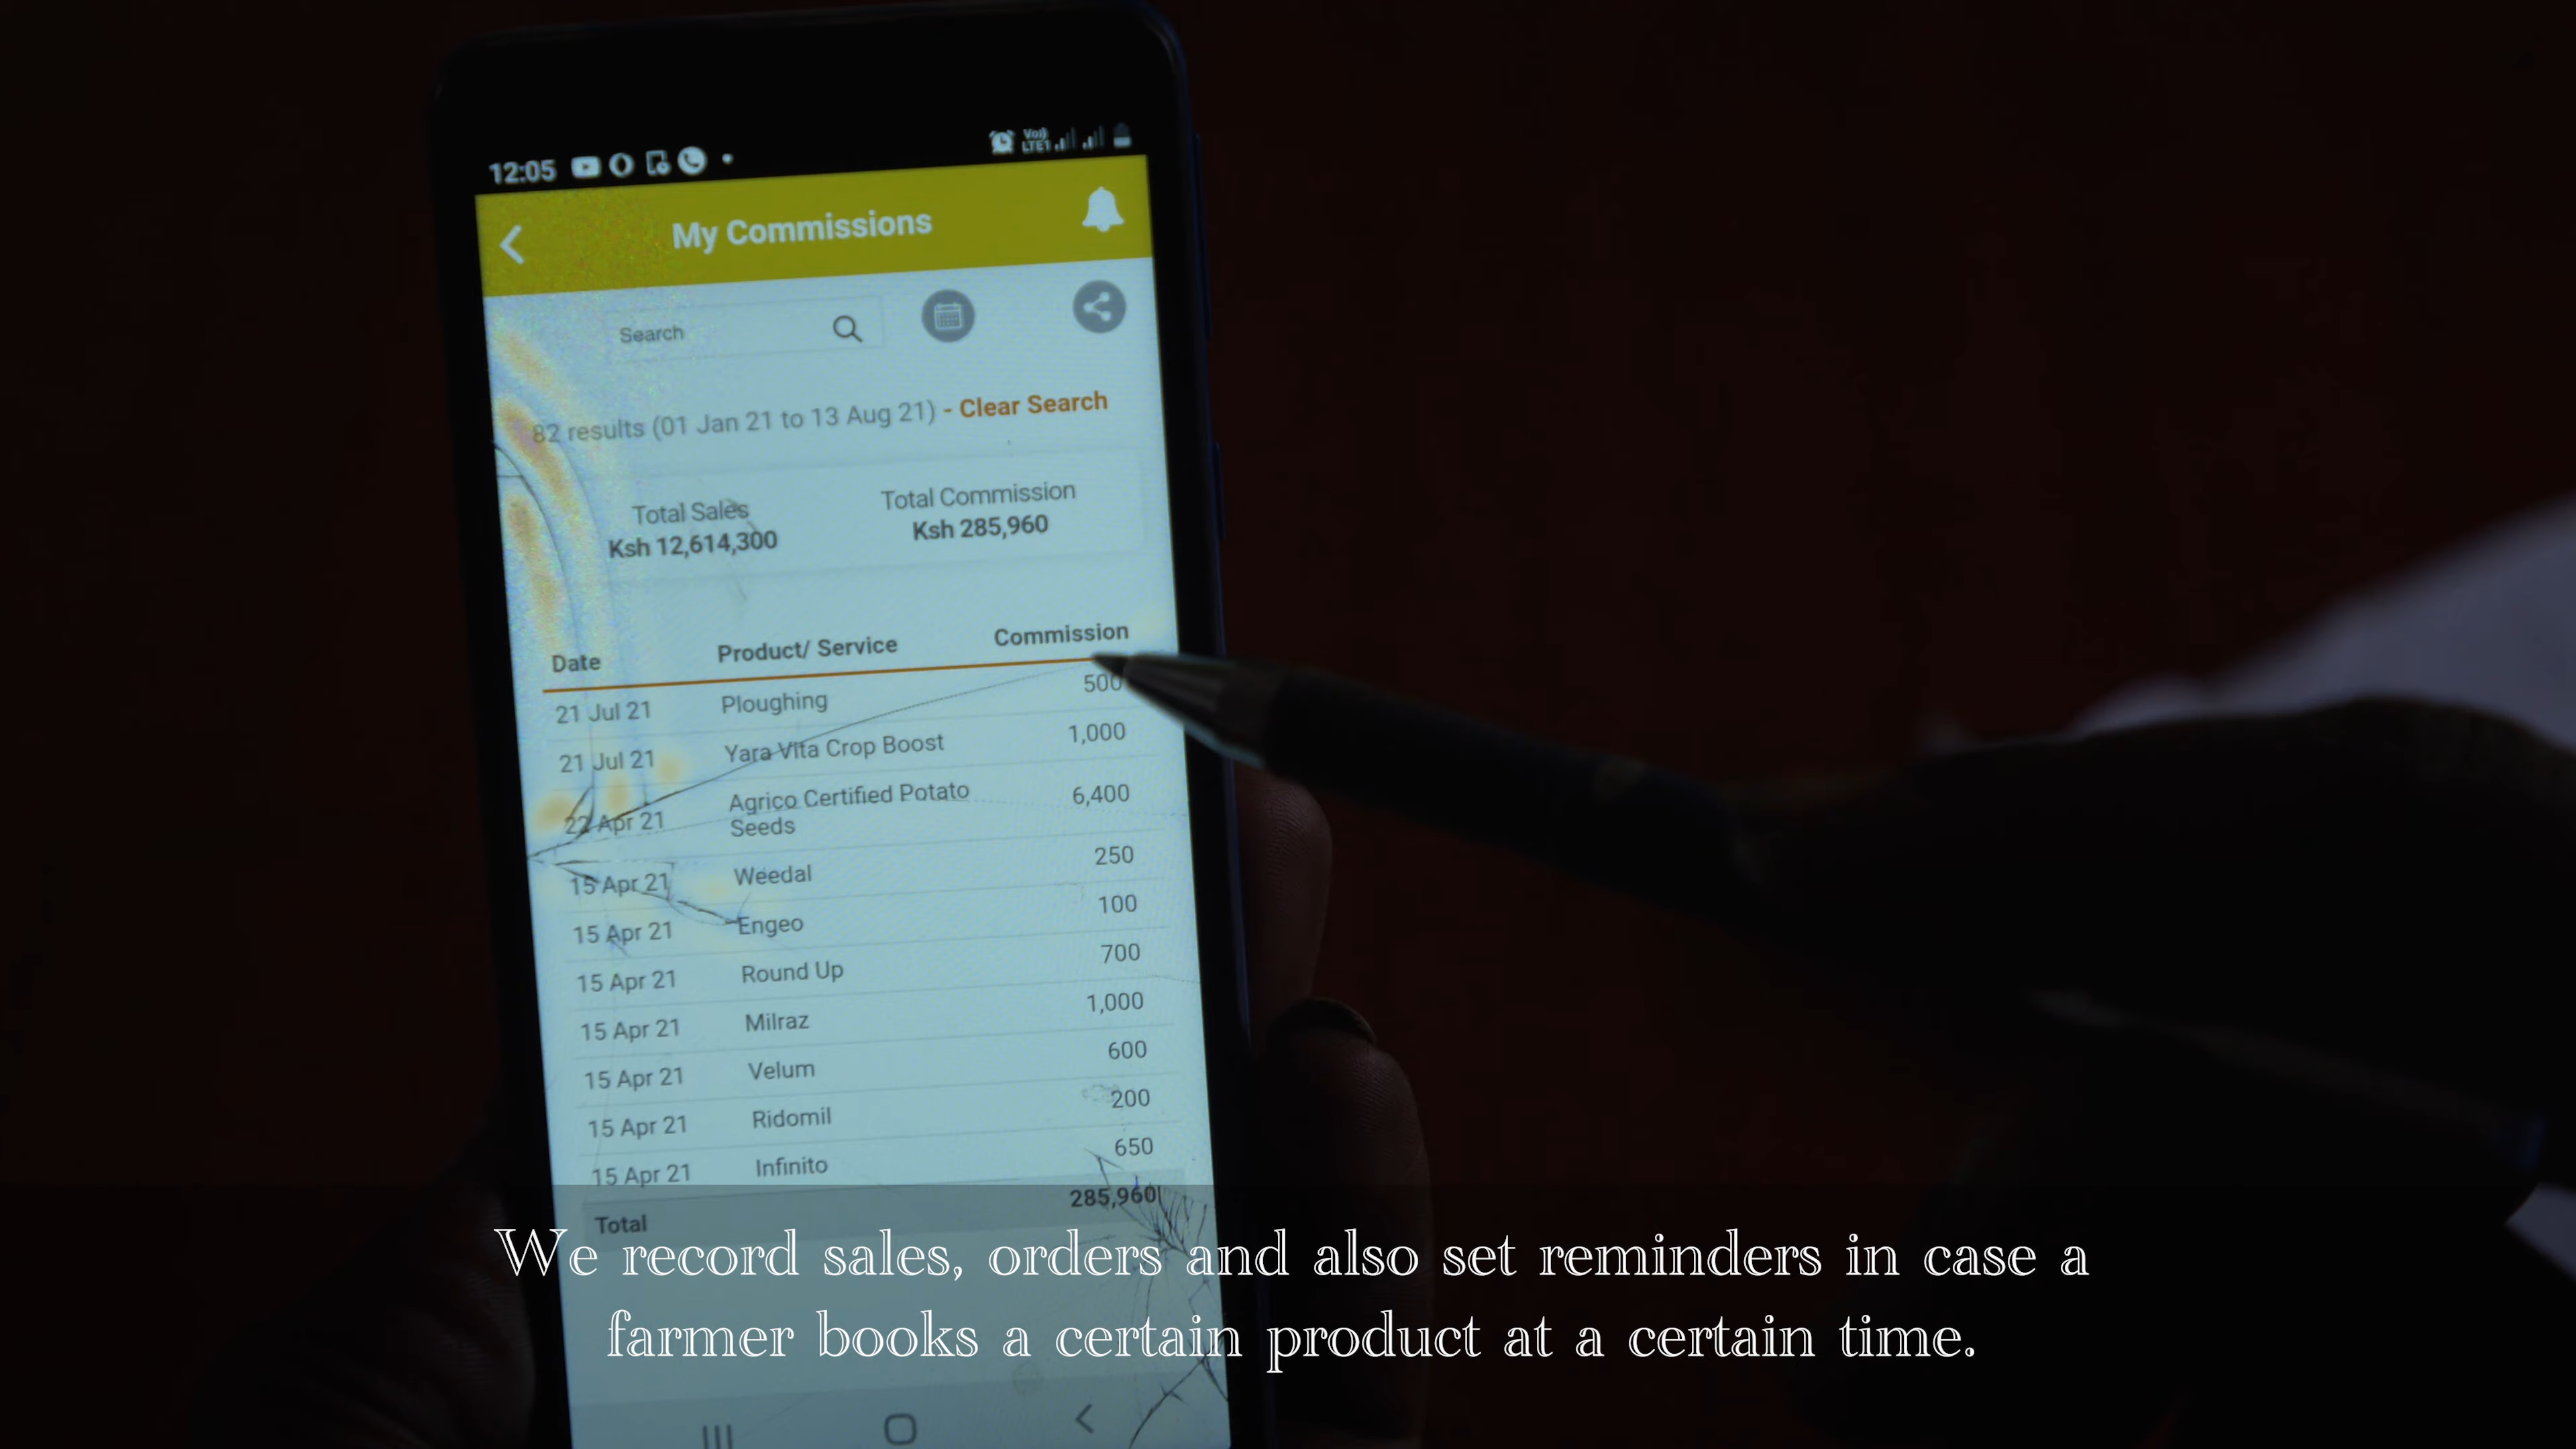 12:05
Vo))
LTE1
My Commissions
Search
82 results (01 Jan 21 to 13 Aug 21) - Clear Search
Total Sales Total Commission
Ksh 12,614,300 Ksh 285,960
Date Product/ Service Commission
21 Jul 21 Ploughing 500
21 Jul 21 Yara Vita Crop Boost 1,000
22 Apr 21 Agrico Certified Potato Seeds 6,400
15 Apr 21 Weedal 250
15 Apr 21 Engeo 100
15 Apr 21 Round Up 700
15 Apr 21 Milraz 1,000
15 Apr 21 Velum 600
15 Apr 21 Ridomil 200
15 Apr 21 Infinito 650
Total 285,960
We record sales, orders and also set reminders in case a
farmer books a certain product at a certain time.